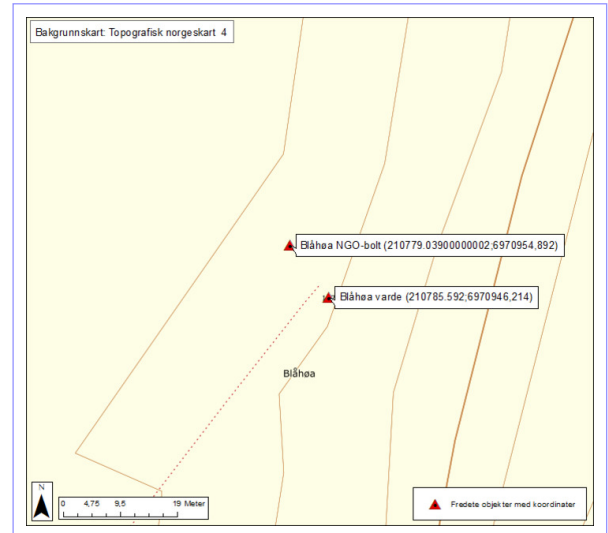 Bakgrunnskart: Topografisk norgeskart 4
Blåhøa NGO-bolt (210779.03900000002;6970954,892)
Blåhøa varde (210785.592;6970946,214)
Blåhøa
N
0 4,75 9,5 19 Meter
Fredete objekter med koordinater